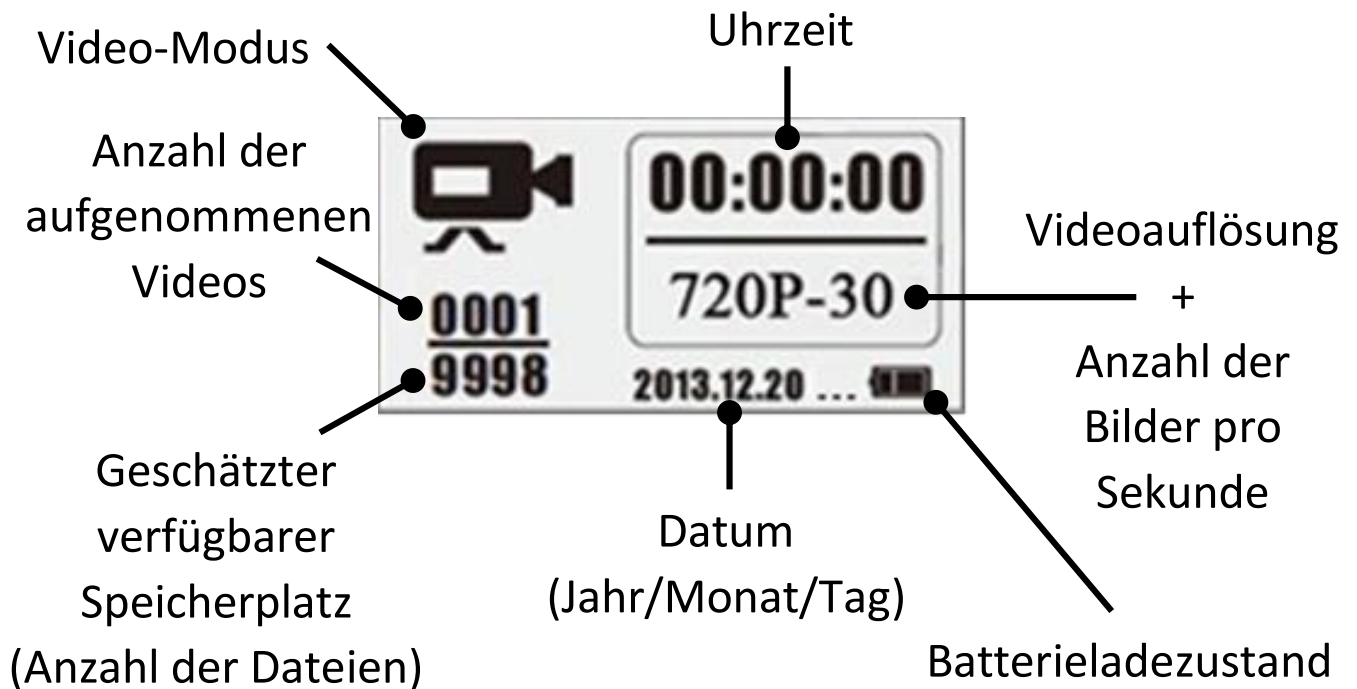 Video-Modus
Uhrzeit
Anzahl der
aufgenommenen
Videos
00:00:00
720P-30
0001
9998
2013.12.20 ...
Videoauflösung
+
Anzahl der
Bilder pro
Sekunde
Geschätzter
verfügbarer
Speicherplatz
(Anzahl der Dateien)
Datum
(Jahr/Monat/Tag)
Batterieladezustand